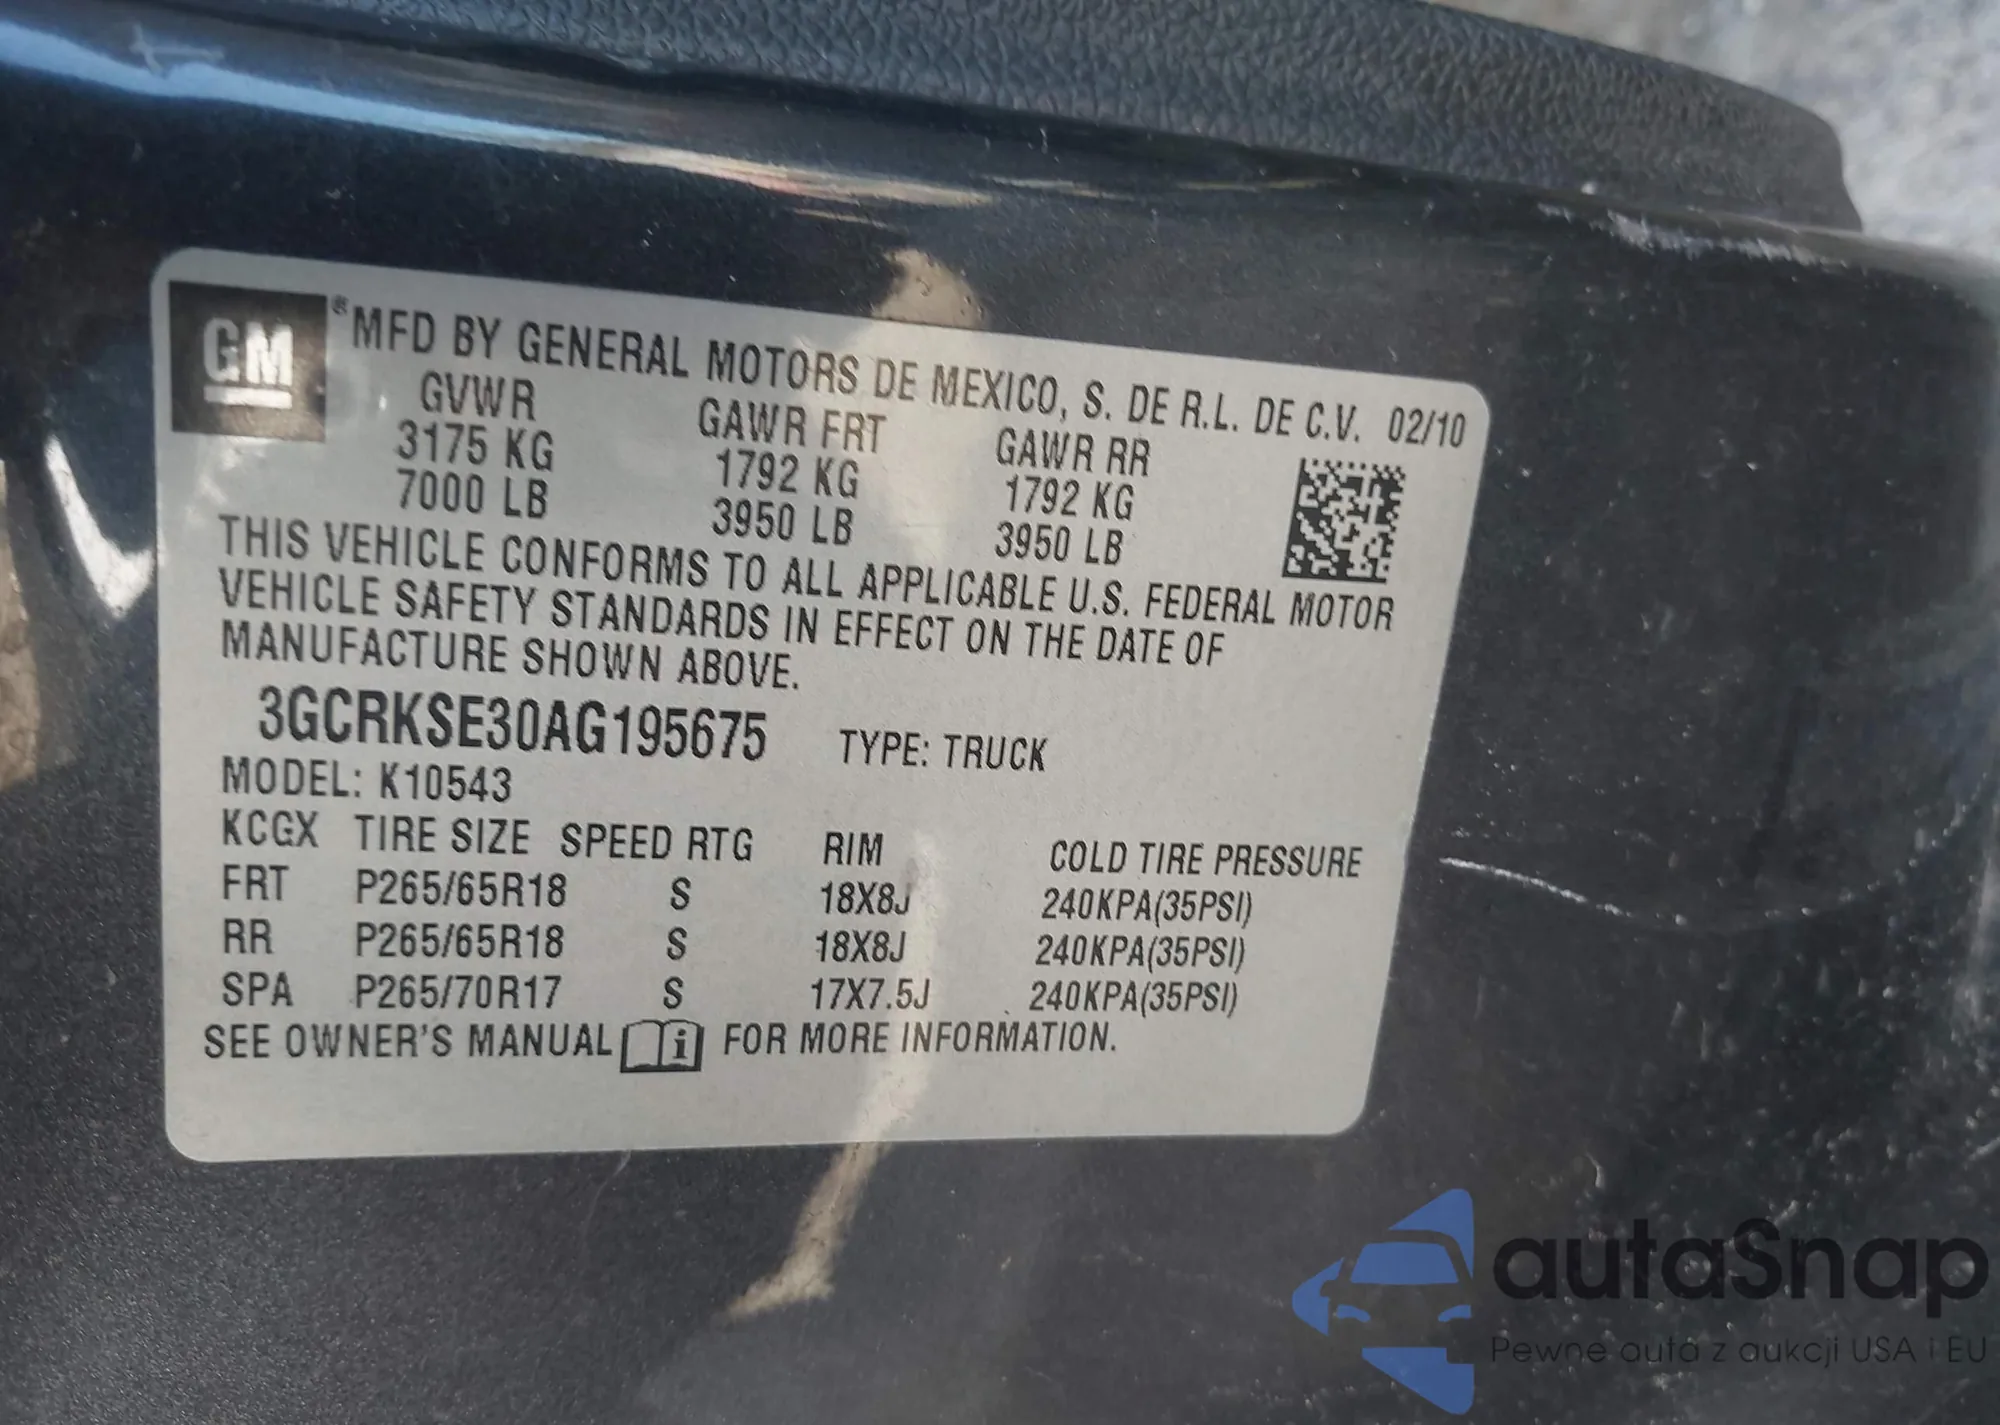 GM ®MFD BY GENERAL MOTORS DE MEXICO, S. DE R.L. DE C.V. 02/10
GVWR GAWR FRT GAWR RR
3175 KG 1792 KG 1792 KG
7000 LB 3950 LB 3950 LB
THIS VEHICLE CONFORMS TO ALL APPLICABLE U.S. FEDERAL MOTOR
VEHICLE SAFETY STANDARDS IN EFFECT ON THE DATE OF
MANUFACTURE SHOWN ABOVE.
3GCRKSE30AG195675 TYPE: TRUCK
MODEL: K10543
KCGX TIRE SIZE SPEED RTG RIM COLD TIRE PRESSURE
FRT P265/65R18 S 18X8J 240KPA(35PSI)
RR P265/65R18 S 18X8J 240KPA(35PSI)
SPA P265/70R17 S 17X7.5J 240KPA(35PSI)
SEE OWNER'S MANUAL i FOR MORE INFORMATION.
autaSnap
Pewne auta z aukcji USA i EU